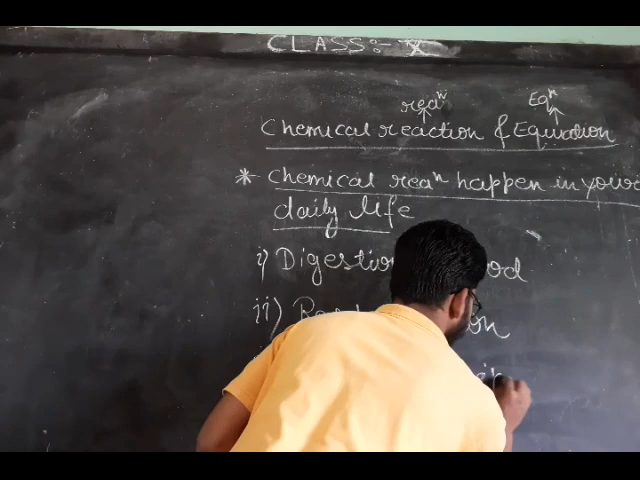 CLASS:- X
reaⁿ Eqⁿ
Chemical reaction & Equation
* Chemical reaⁿ happen in your
daily life
i) Digestion
ii)